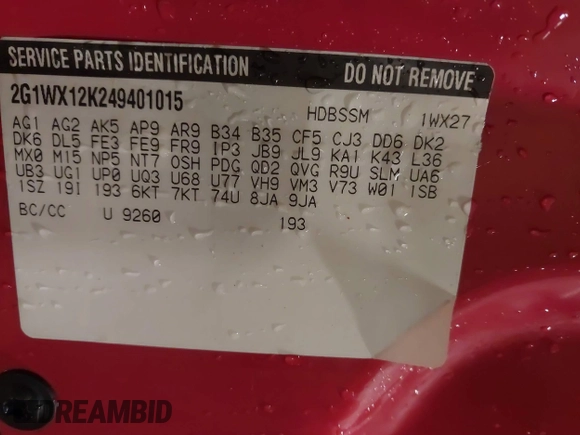 SERVICE PARTS IDENTIFICATION DO NOT REMOVE
2G1WX12K249401015 HDBSSM 1WX27
AG1 AG2 AK5 AP9 AR9 B34 B35 CF5 CJ3 DD6 DK2
DK6 DL5 FE3 FE9 FR9 IP3 JB9 JL9 KA1 K43 L36
MX0 M15 NP5 NT7 OSH PDG QD2 QVG R9U SLM UA6
UB3 UG1 UP0 UQ3 U68 U77 VH9 VM3 V73 W0I 1SB
1SZ 19I 193 6KT 7KT 74U 8JA 9JA
BC/CC U 9260 193
DREAMBID